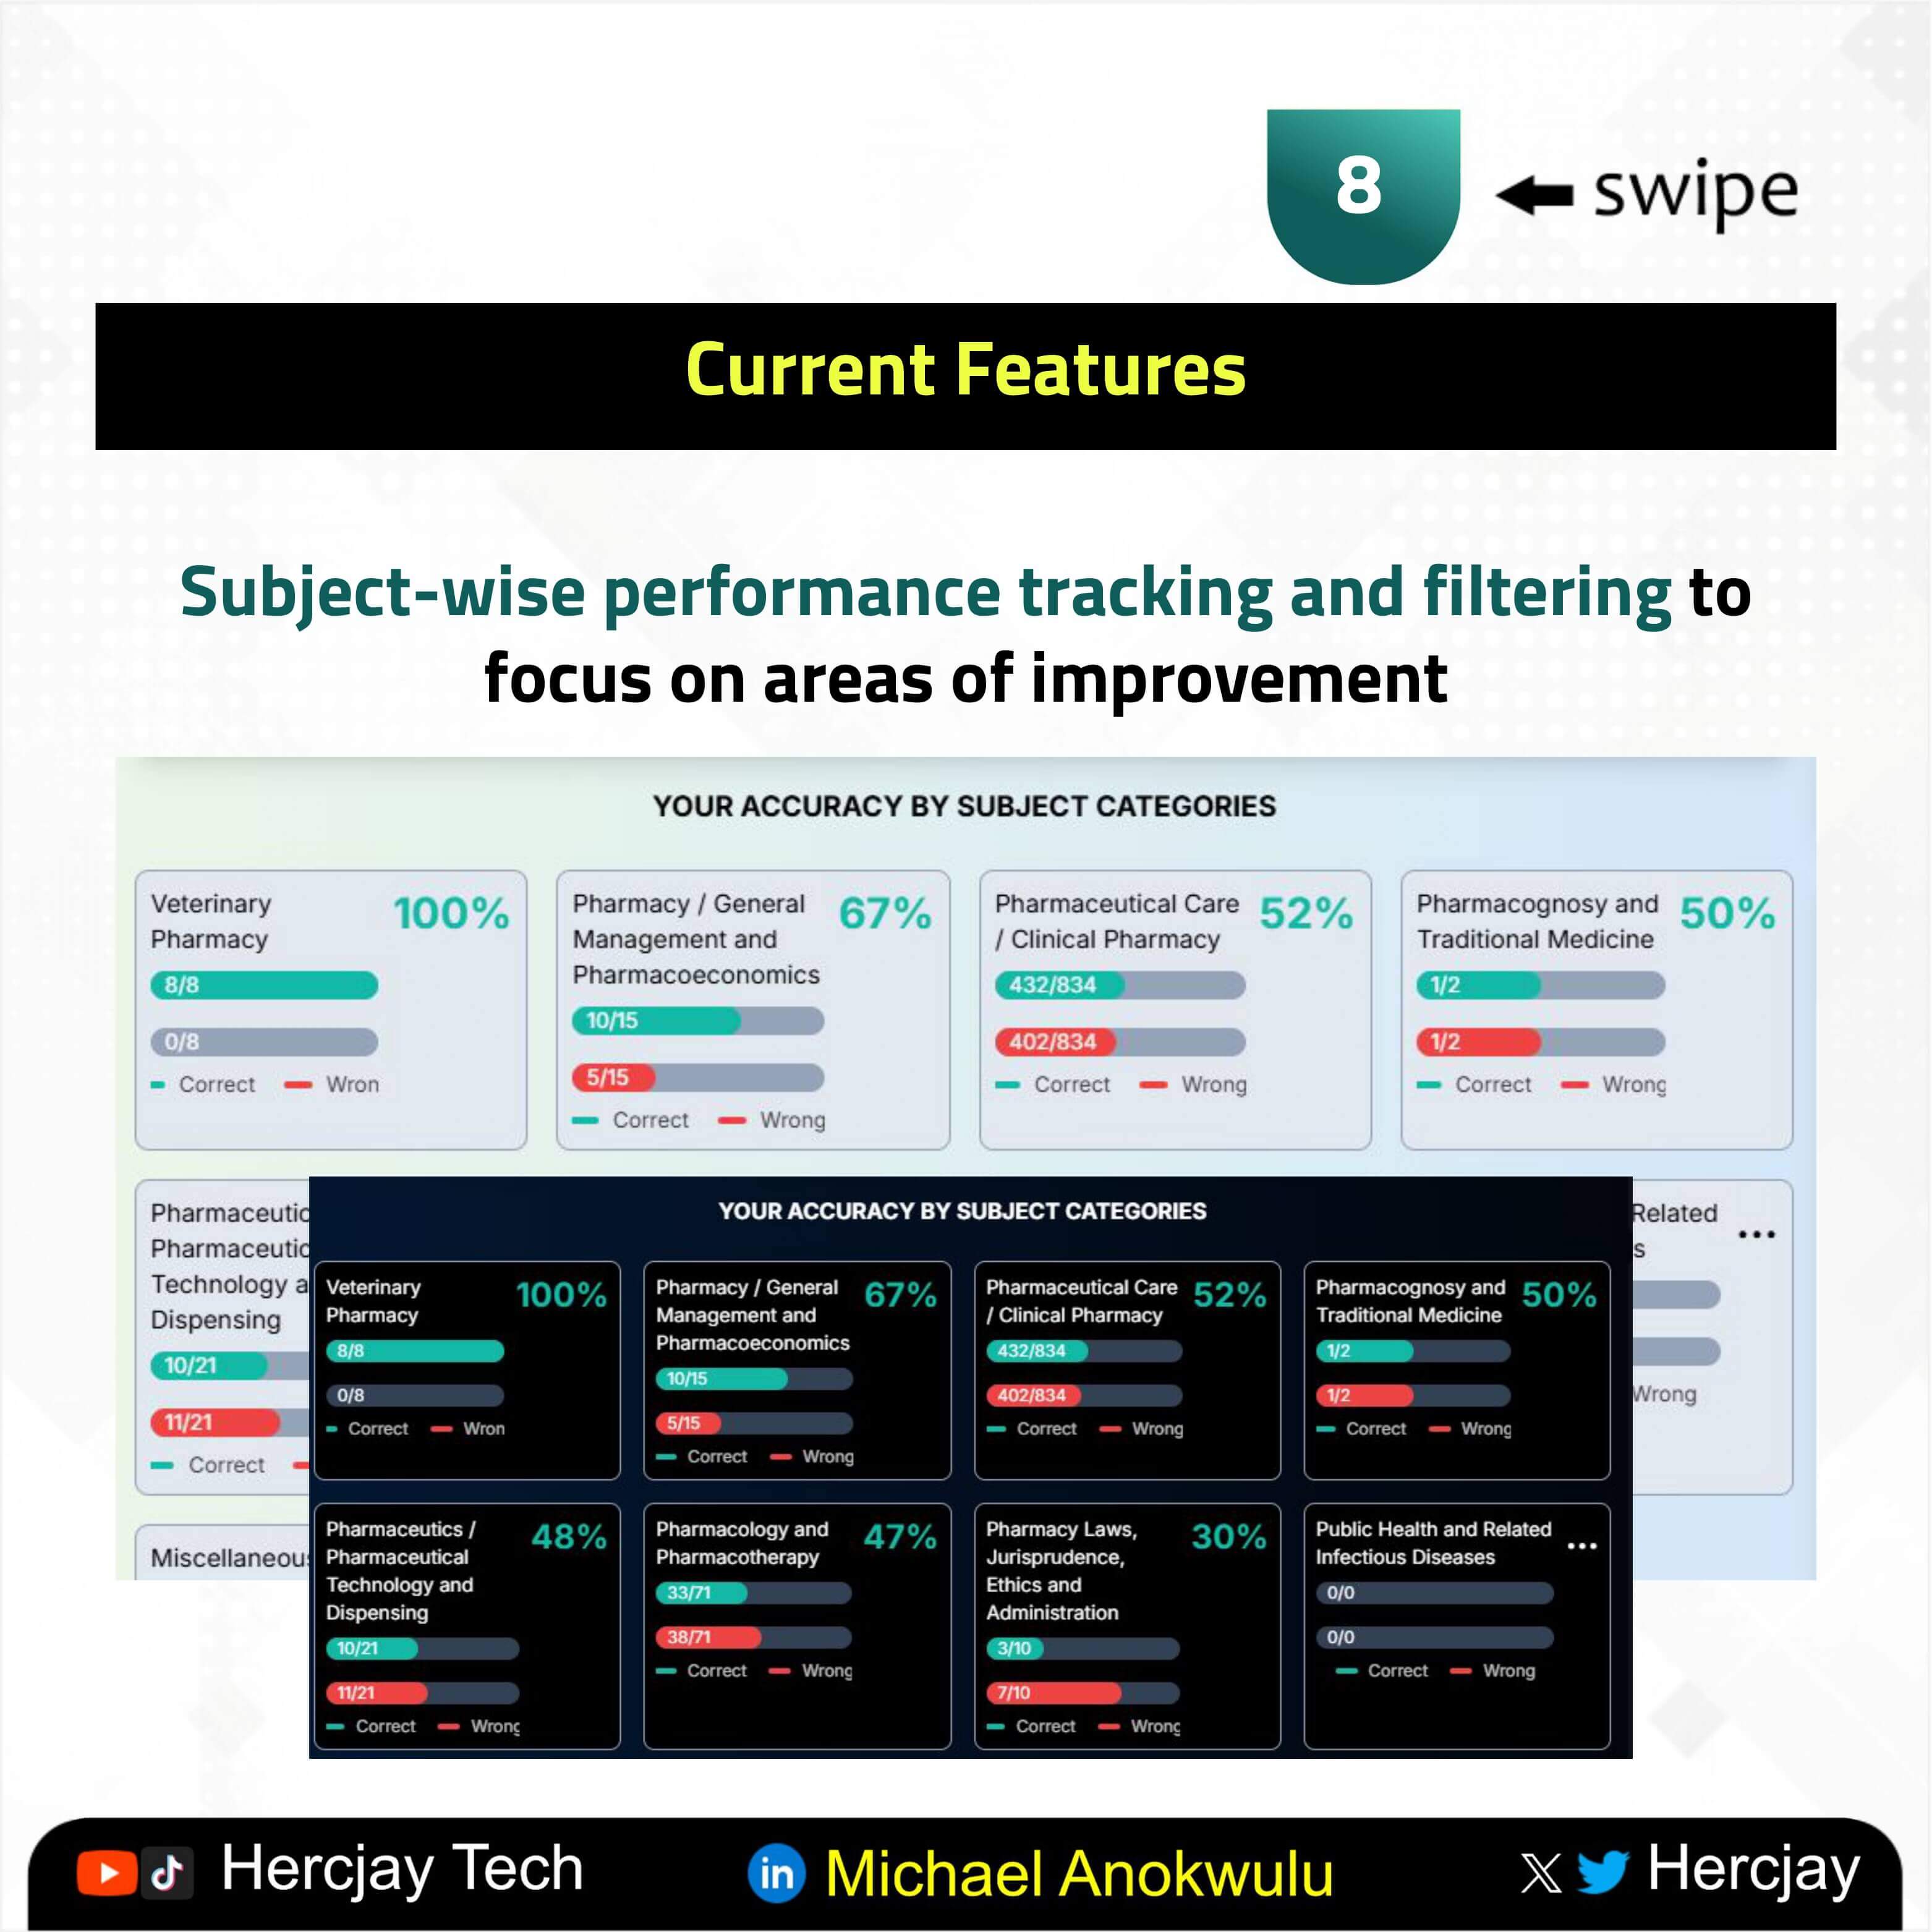 8
swipe
Current Features
Subject-wise performance tracking and filtering to
focus on areas of improvement
YOUR ACCURACY BY SUBJECT CATEGORIES
Veterinary
Pharmacy
100%
8/8
0/8
Correct Wron
Pharmacy / General
Management and
Pharmacoeconomics
67%
10/15
5/15
Correct Wrong
Pharmaceutical Care
/ Clinical Pharmacy
52%
432/834
402/834
Correct Wrong
Pharmacognosy and
Traditional Medicine
50%
1/2
1/2
Correct Wrong
Pharmaceutic
Pharmaceutic
Technology a
Dispensing
10/21
11/21
Correct
Related
s
...
Wrong
Miscellaneou
YOUR ACCURACY BY SUBJECT CATEGORIES
Veterinary
Pharmacy
100%
8/8
0/8
Correct Wron
Pharmacy / General
Management and
Pharmacoeconomics
67%
10/15
5/15
Correct Wrong
Pharmaceutical Care
/ Clinical Pharmacy
52%
432/834
402/834
Correct Wrong
Pharmacognosy and
Traditional Medicine
50%
1/2
1/2
Correct Wrong
Pharmaceutics /
Pharmaceutical
Technology and
Dispensing
48%
10/21
11/21
Correct Wrong
Pharmacology and
Pharmacotherapy
47%
33/71
38/71
Correct Wrong
Pharmacy Laws,
Jurisprudence,
Ethics and
Administration
30%
3/10
7/10
Correct Wrong
Public Health and Related
Infectious Diseases
...
0/0
0/0
Correct Wrong
Hercjay Tech
in Michael Anokwulu
X Hercjay